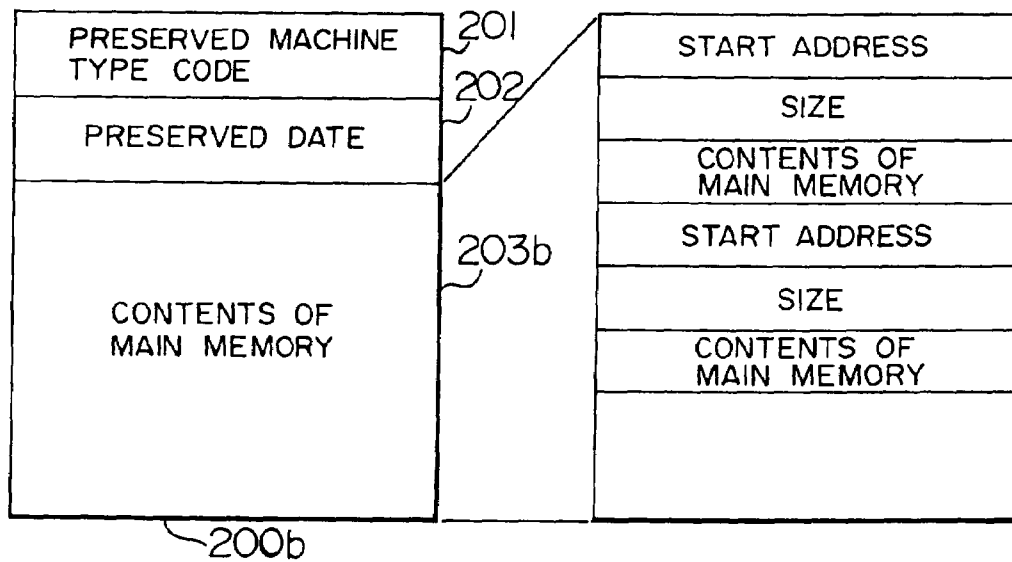 PRESERVED MACHINE
TYPE CODE
201
PRESERVED DATE
202
CONTENTS OF
MAIN MEMORY
203b
200b
START ADDRESS
SIZE
CONTENTS OF
MAIN MEMORY
START ADDRESS
SIZE
CONTENTS OF
MAIN MEMORY